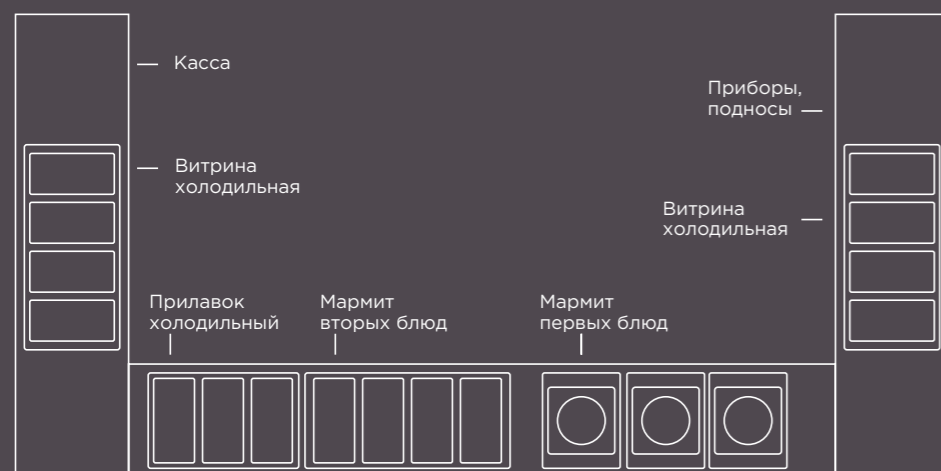 Касса
Приборы,
подносы
Витрина
холодильная
Витрина
холодильная
Прилавок
холодильный
Мармит
вторых блюд
Мармит
первых блюд